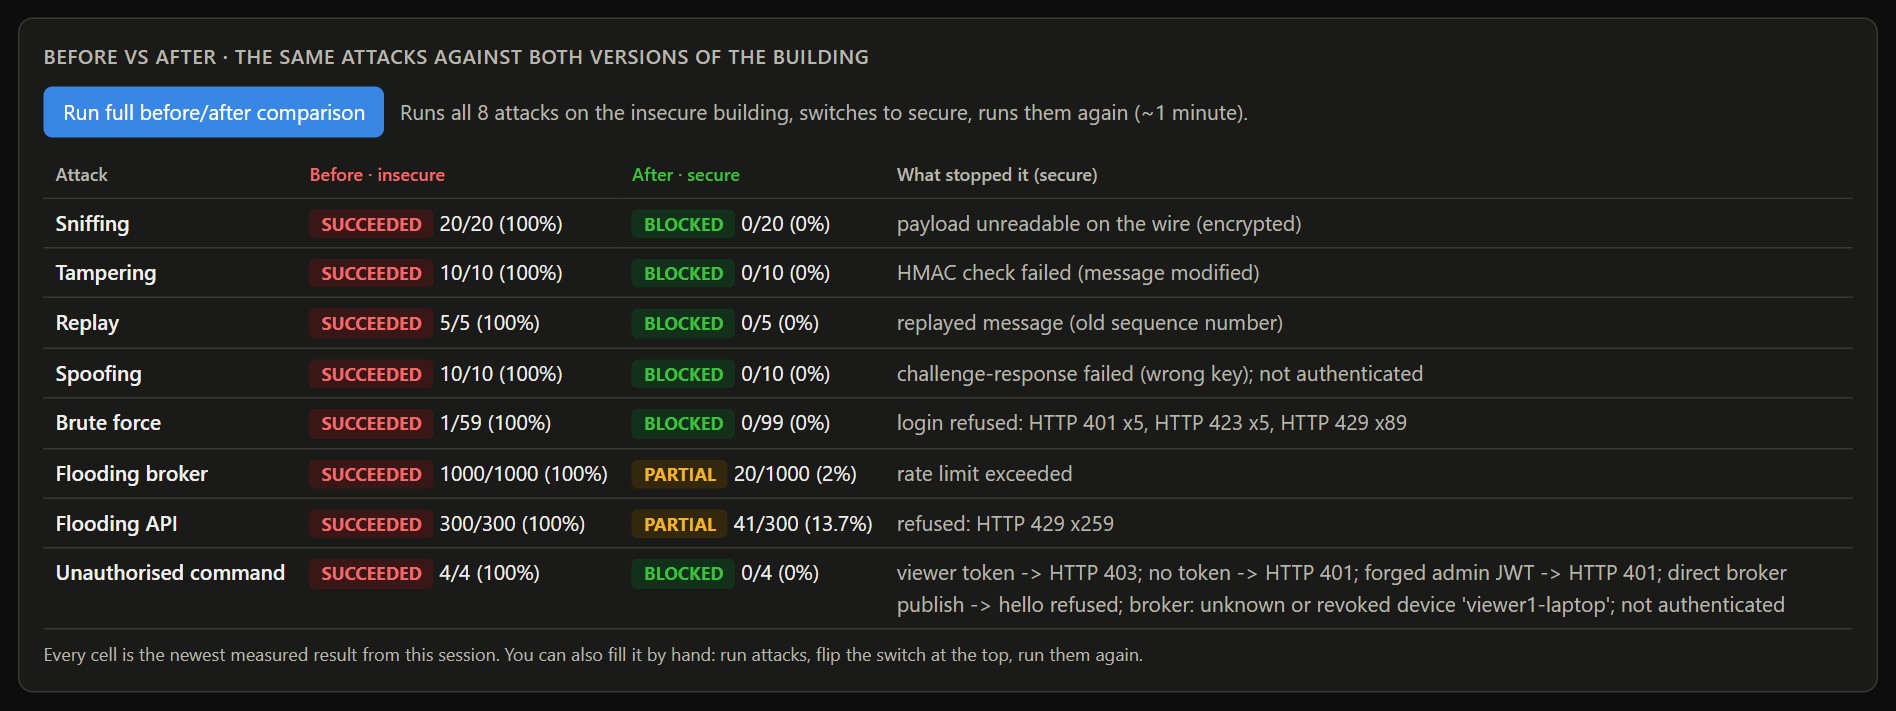 BEFORE VS AFTER · THE SAME ATTACKS AGAINST BOTH VERSIONS OF THE BUILDING
Run full before/after comparison Runs all 8 attacks on the insecure building, switches to secure, runs them again (~1 minute).
Attack Before · insecure After · secure What stopped it (secure)
Sniffing SUCCEEDED 20/20 (100%) BLOCKED 0/20 (0%) payload unreadable on the wire (encrypted)
Tampering SUCCEEDED 10/10 (100%) BLOCKED 0/10 (0%) HMAC check failed (message modified)
Replay SUCCEEDED 5/5 (100%) BLOCKED 0/5 (0%) replayed message (old sequence number)
Spoofing SUCCEEDED 10/10 (100%) BLOCKED 0/10 (0%) challenge-response failed (wrong key); not authenticated
Brute force SUCCEEDED 1/59 (100%) BLOCKED 0/99 (0%) login refused: HTTP 401 x5, HTTP 423 x5, HTTP 429 x89
Flooding broker SUCCEEDED 1000/1000 (100%) PARTIAL 20/1000 (2%) rate limit exceeded
Flooding API SUCCEEDED 300/300 (100%) PARTIAL 41/300 (13.7%) refused: HTTP 429 x259
Unauthorised command SUCCEEDED 4/4 (100%) BLOCKED 0/4 (0%) viewer token -> HTTP 403; no token -> HTTP 401; forged admin JWT -> HTTP 401; direct broker
publish -> hello refused; broker: unknown or revoked device 'viewer1-laptop'; not authenticated
Every cell is the newest measured result from this session. You can also fill it by hand: run attacks, flip the switch at the top, run them again.